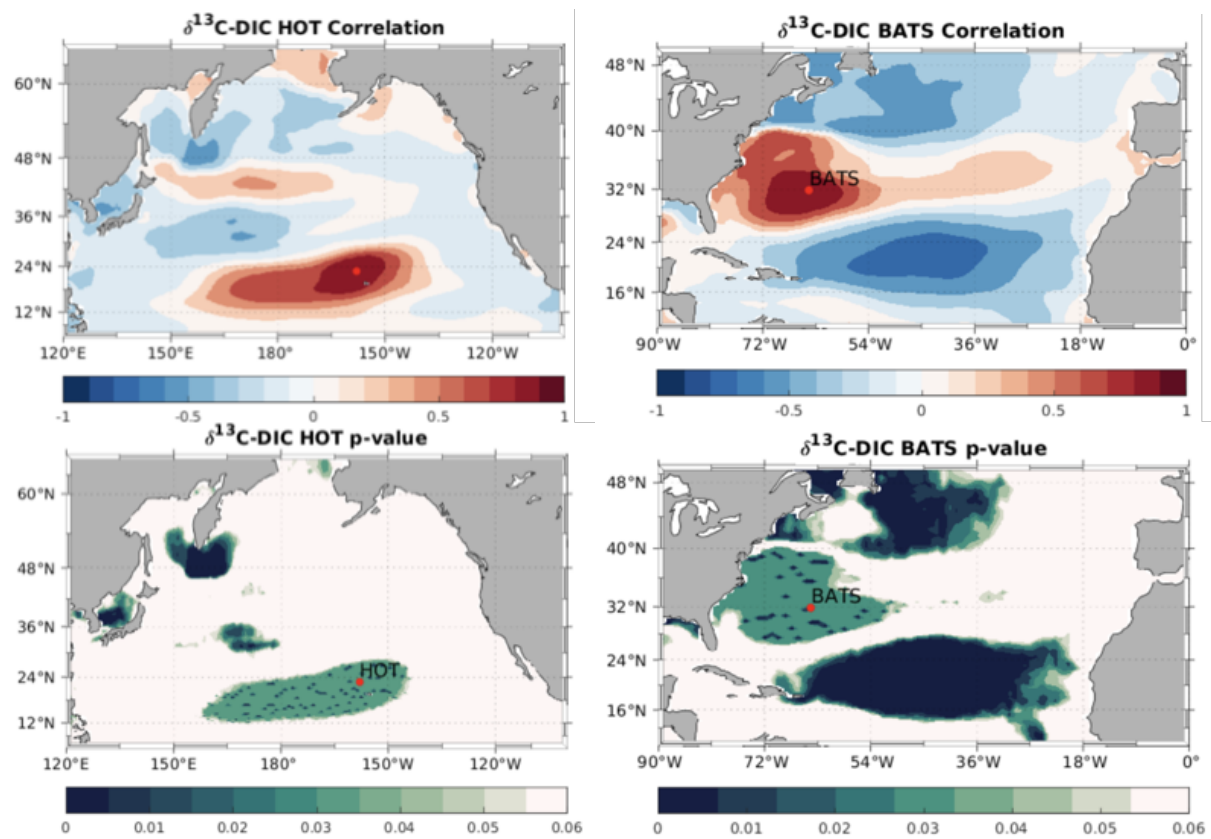 δ¹³C-DIC HOT Correlation
60°N
48°N
36°N
24°N
12°N
120°E 150°E 180° 150°W 120°W
-1 -0.5 0 0.5 1
δ¹³C-DIC BATS Correlation
48°N
40°N
BATS
32°N
24°N
16°N
90°W 72°W 54°W 36°W 18°W 0°
-1 -0.5 0 0.5 1
δ¹³C-DIC HOT p-value
60°N
48°N
36°N
HOT
24°N
12°N
120°E 150°E 180° 150°W 120°W
0 0.01 0.02 0.03 0.04 0.05 0.06
δ¹³C-DIC BATS p-value
48°N
40°N
BATS
32°N
24°N
16°N
90°W 72°W 54°W 36°W 18°W 0°
0 0.01 0.02 0.03 0.04 0.05 0.06